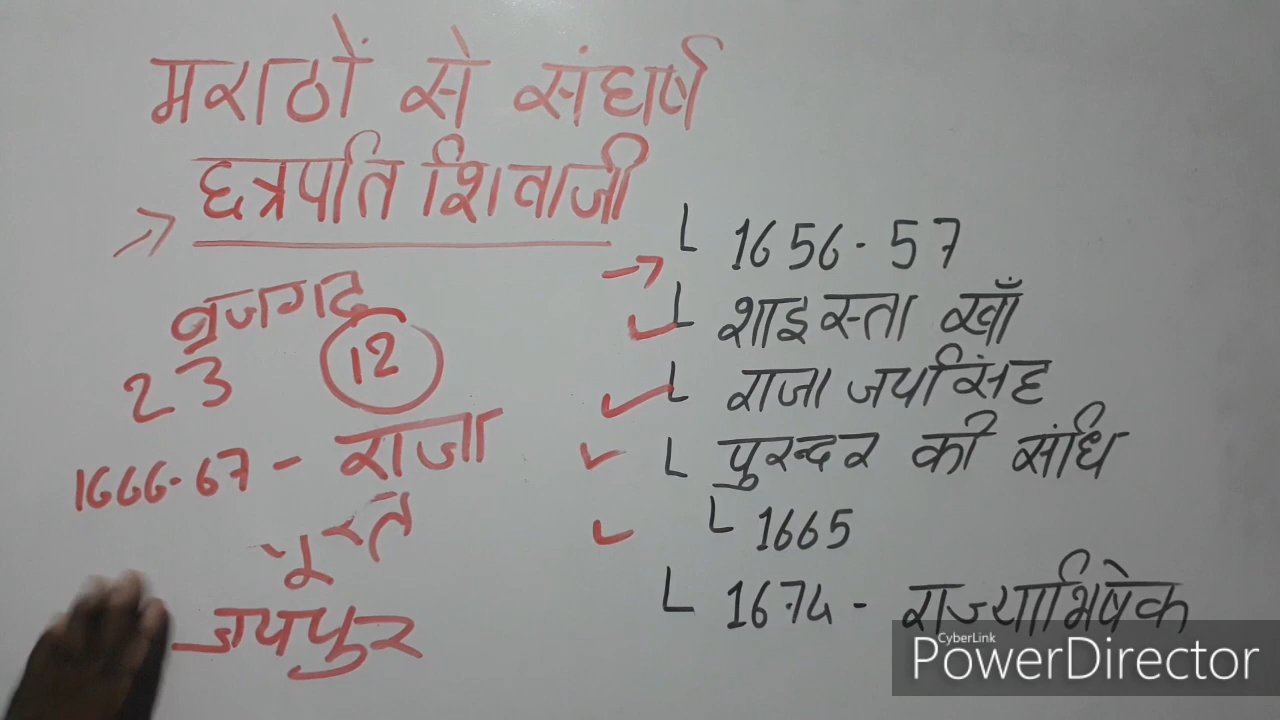 मराठों से संघर्ष
छत्रपति शिवाजी
1656-57
शाइस्ता खाँ
राजा जयसिंह
पुरन्दर की संधि
1665
1674 - राज्याभिषेक
23
12
1666-67 - राजा
जयपुर
CyberLink
PowerDirector